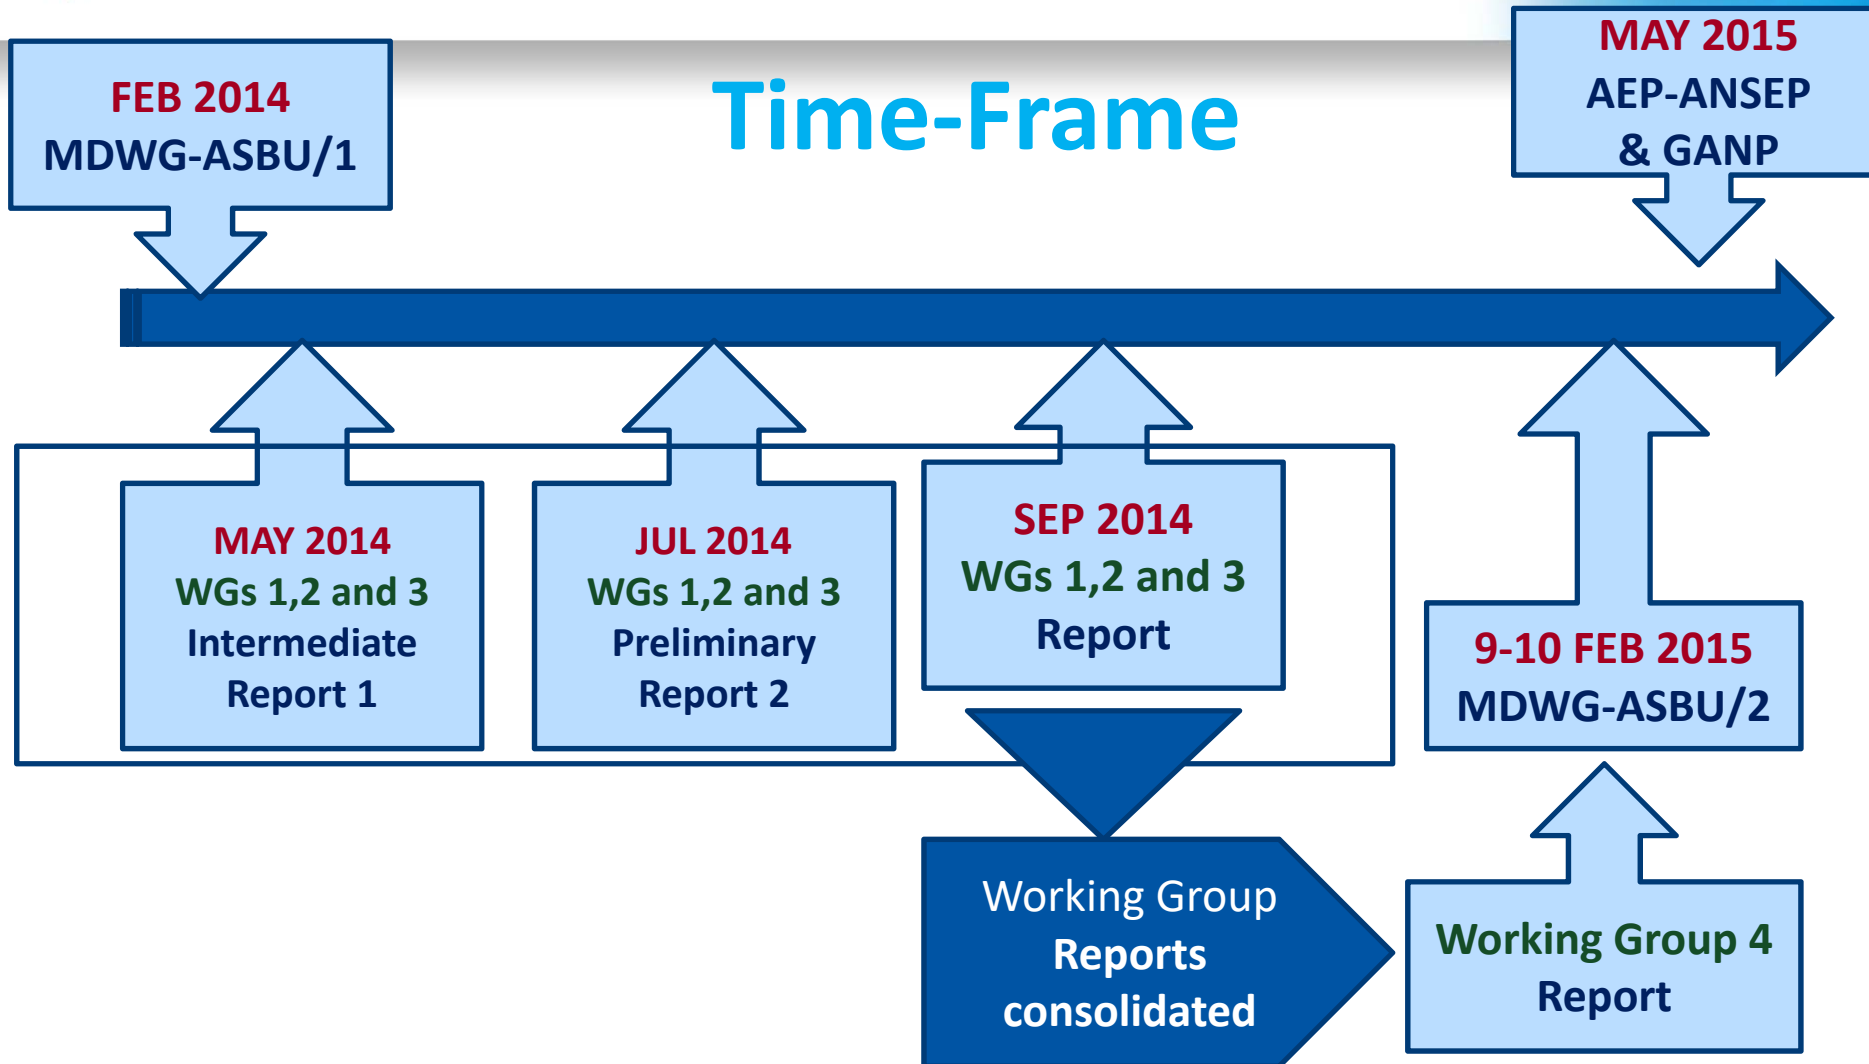 Time-Frame
FEB 2014
MDWG-ASBU/1
MAY 2015
AEP-ANSEP
& GANP
MAY 2014
WGs 1,2 and 3
Intermediate
Report 1
JUL 2014
WGs 1,2 and 3
Preliminary
Report 2
SEP 2014
WGs 1,2 and 3
Report
9-10 FEB 2015
MDWG-ASBU/2
Working Group
Reports
consolidated
Working Group 4
Report